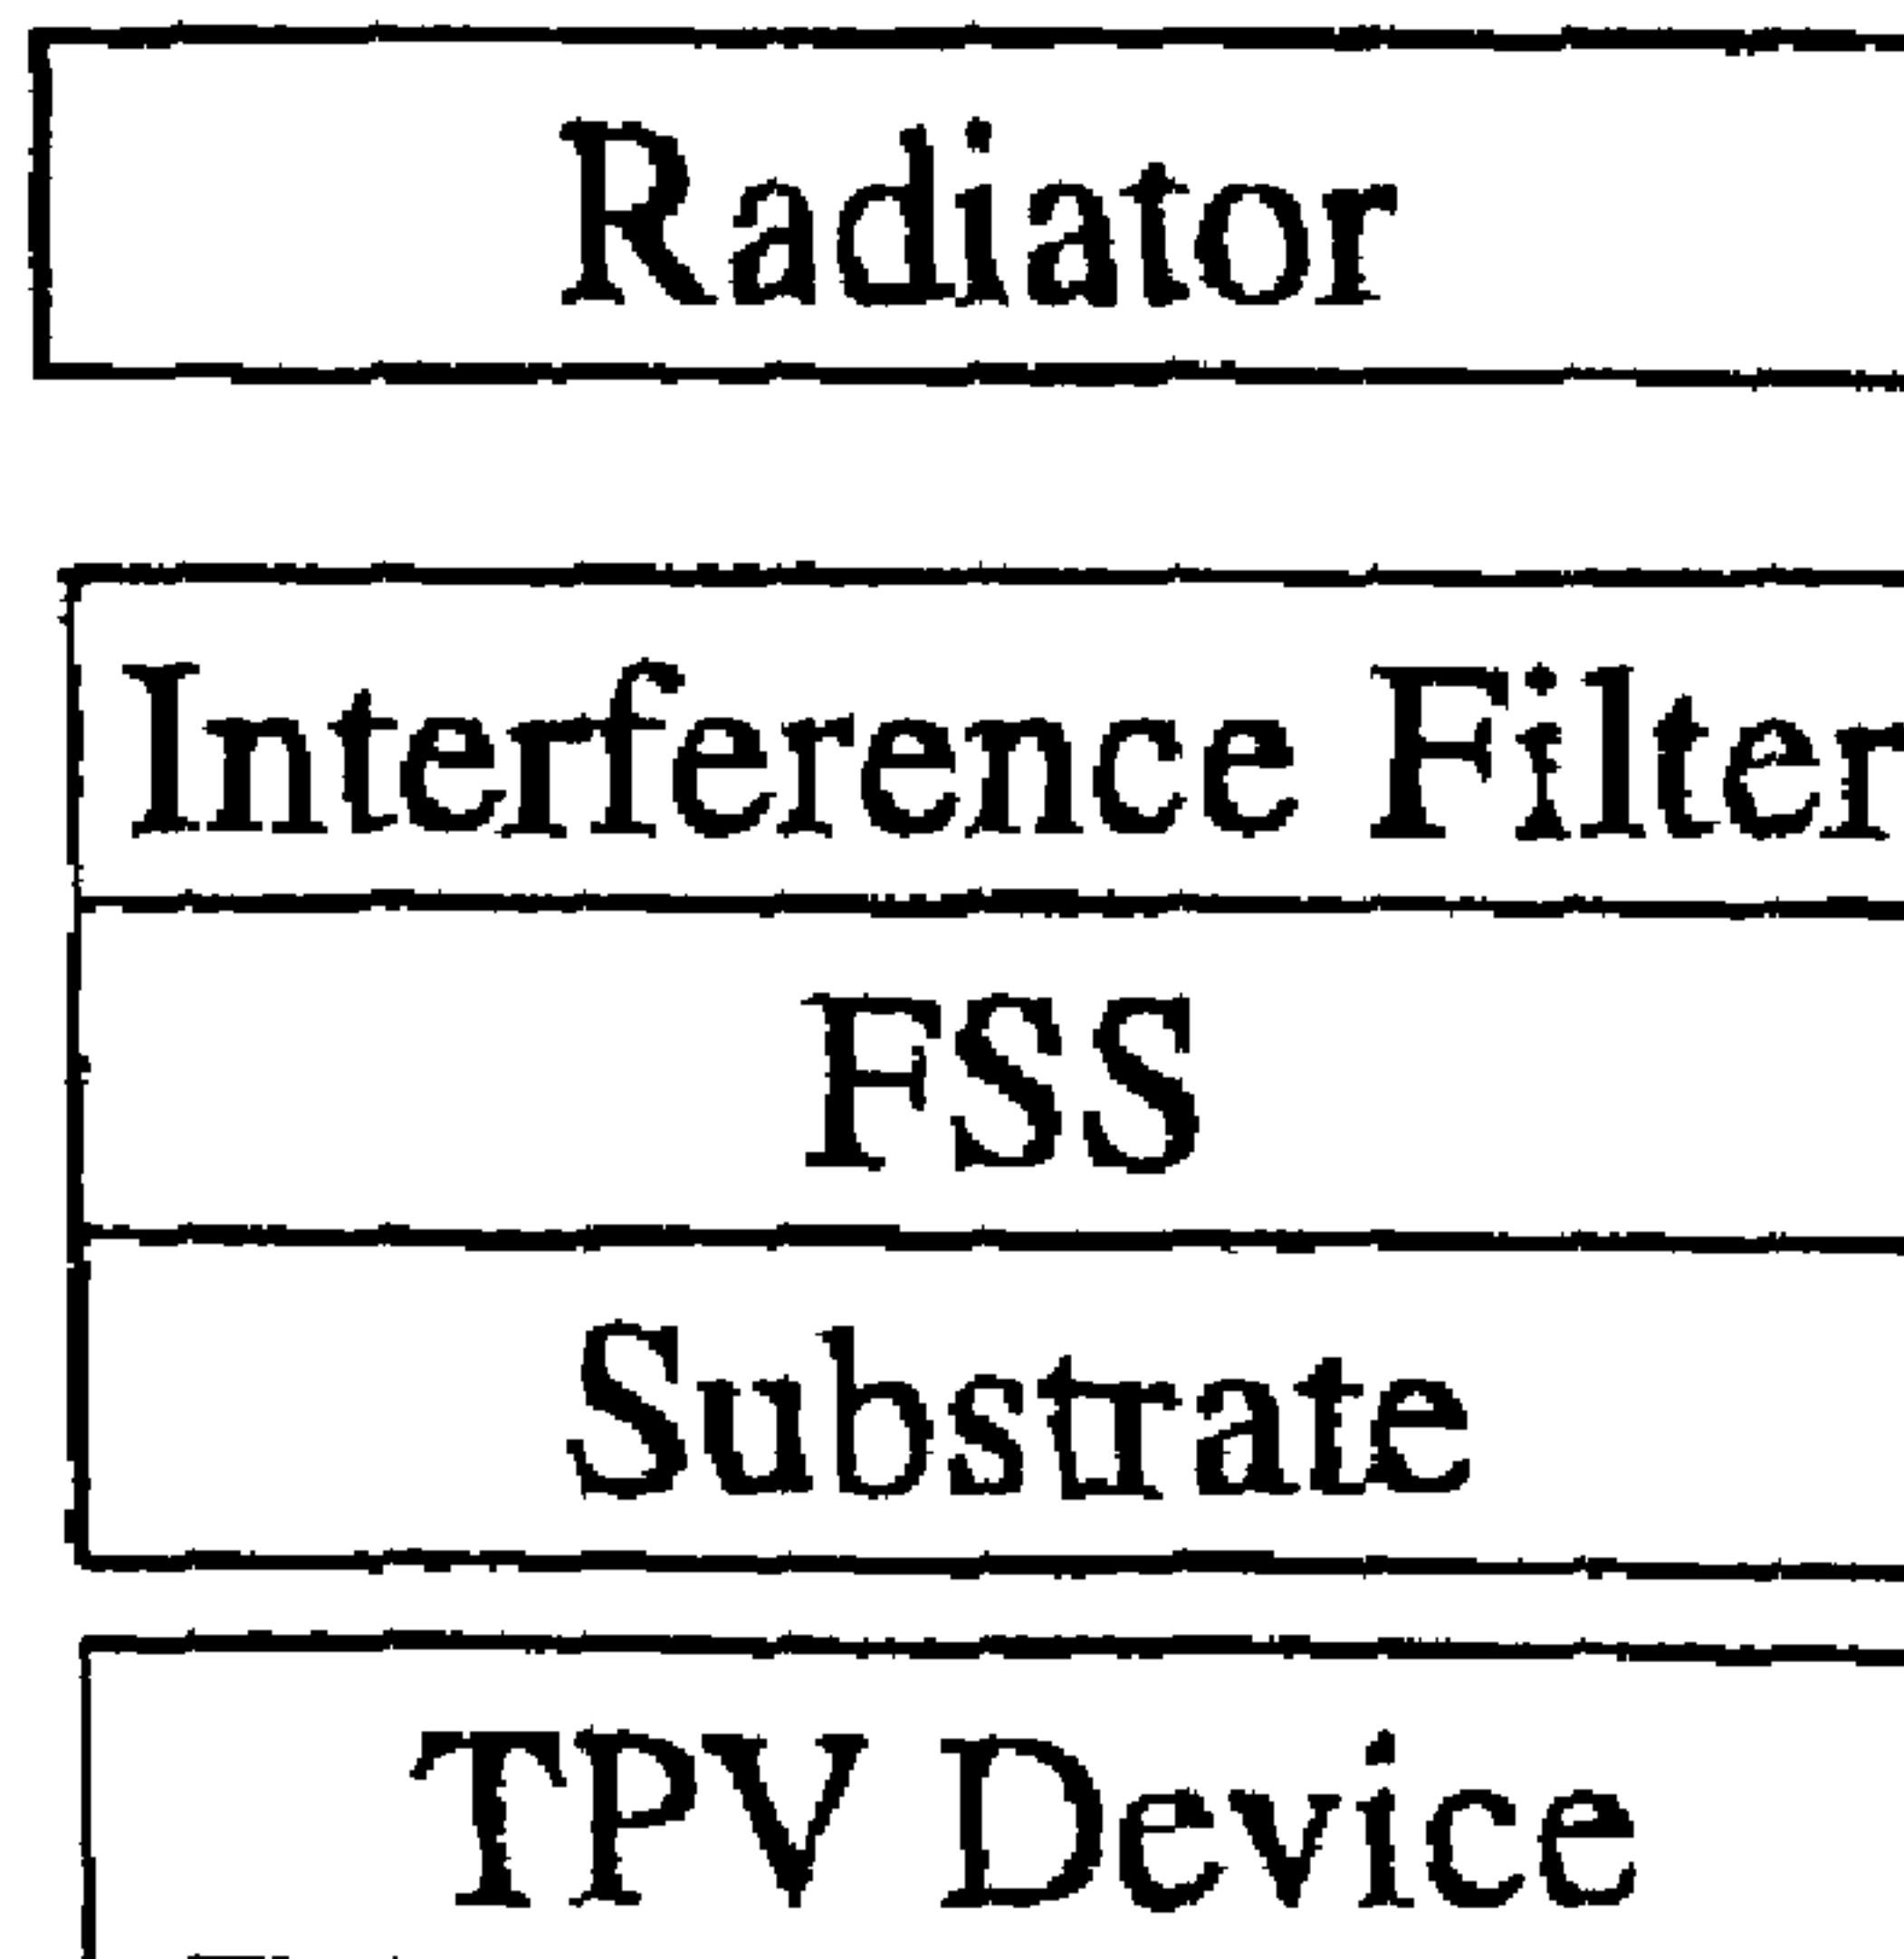 Radiator
Interference Filter
FSS
Substrate
TPV Device